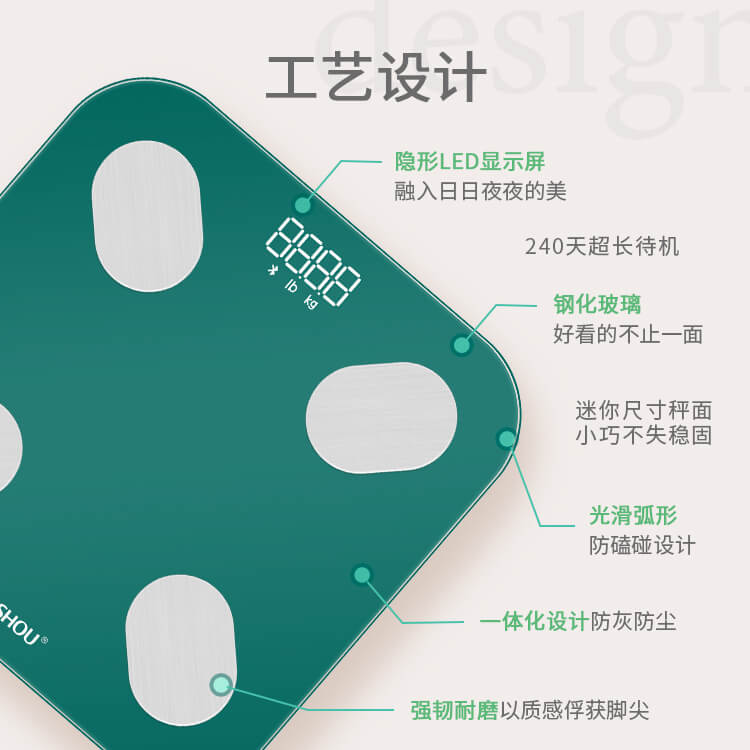 design
工艺设计
隐形LED显示屏
融入日日夜夜的美
240天超长待机
8888
lb kg
钢化玻璃
好看的不止一面
迷你尺寸秤面
小巧不失稳固
光滑弧形
防磕碰设计
一体化设计防灰防尘
SHOU®
强韧耐磨以质感俘获脚尖